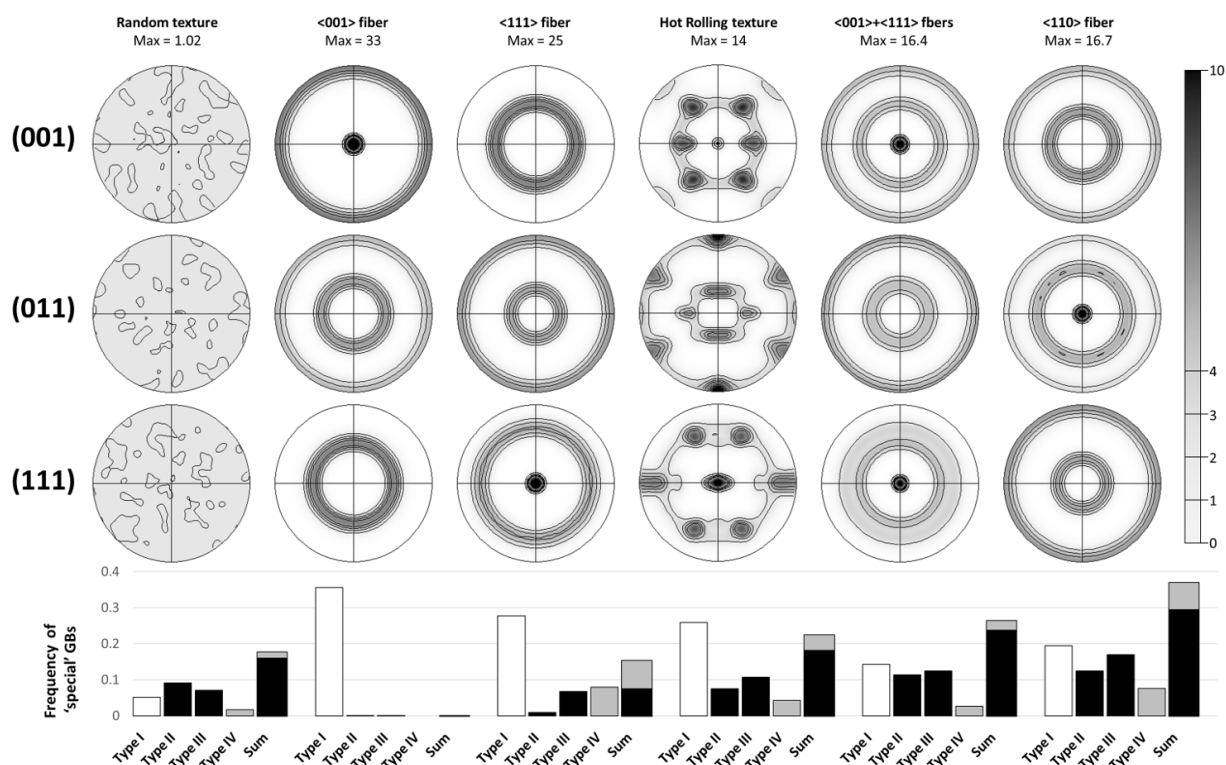 Random texture
Max = 1.02
<001> fiber
Max = 33
<111> fiber
Max = 25
Hot Rolling texture
Max = 14
<001>+<111> fbers
Max = 16.4
<110> fiber
Max = 16.7
(001)
(011)
(111)
10
4
3
2
1
0
Frequency of
'special' GBs
0.4
0.3
0.2
0.1
0
Type I
Type II
Type III
Type IV
Sum
Type I
Type II
Type III
Type IV
Sum
Type I
Type II
Type III
Type IV
Sum
Type I
Type II
Type III
Type IV
Sum
Type I
Type II
Type III
Type IV
Sum
Type I
Type II
Type III
Type IV
Sum